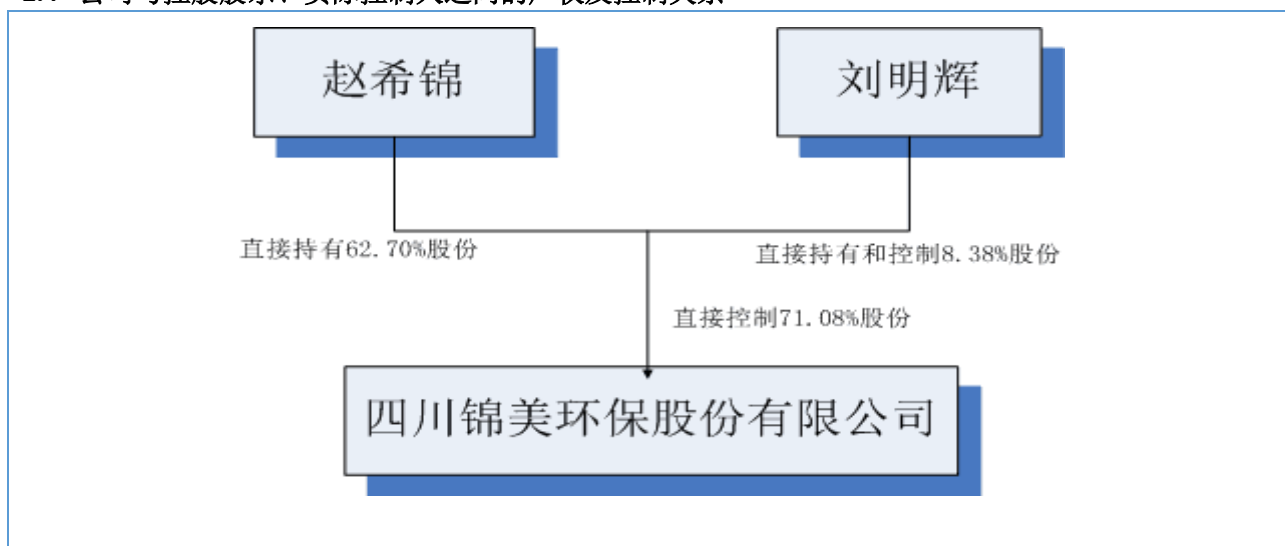 赵希锦
刘明辉
直接持有62.70%股份
直接持有和控制8.38%股份
直接控制71.08%股份
四川锦美环保股份有限公司